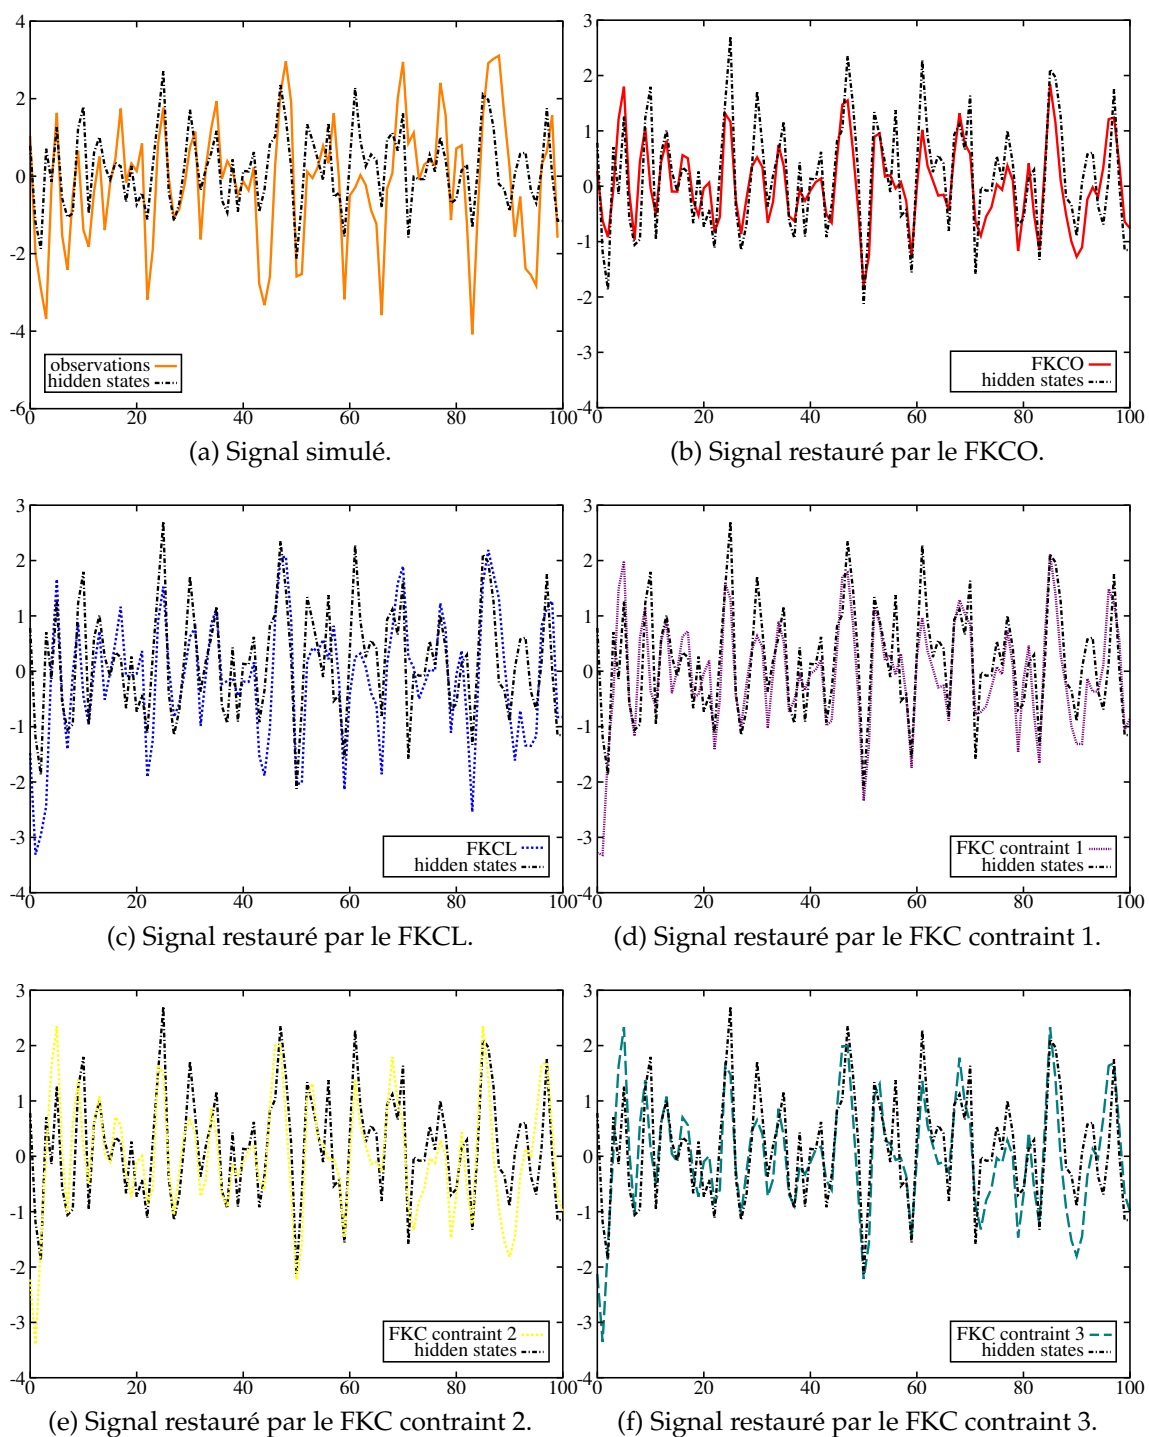 4
2
0
-2
-4
-6
0 20 40 60 80 100
observations
hidden states
(a) Signal simulé.
3
2
1
0
-1
-2
-3
-4
0 20 40 60 80 100
FKCO
hidden states
(b) Signal restauré par le FKCO.
3
2
1
0
-1
-2
-3
-4
0 20 40 60 80 100
FKCL
hidden states
(c) Signal restauré par le FKCL.
3
2
1
0
-1
-2
-3
-4
0 20 40 60 80 100
FKC contraint 1
hidden states
(d) Signal restauré par le FKC contraint 1.
3
2
1
0
-1
-2
-3
-4
0 20 40 60 80 100
FKC contraint 2
hidden states
(e) Signal restauré par le FKC contraint 2.
3
2
1
0
-1
-2
-3
-4
0 20 40 60 80 100
FKC contraint 3
hidden states
(f) Signal restauré par le FKC contraint 3.